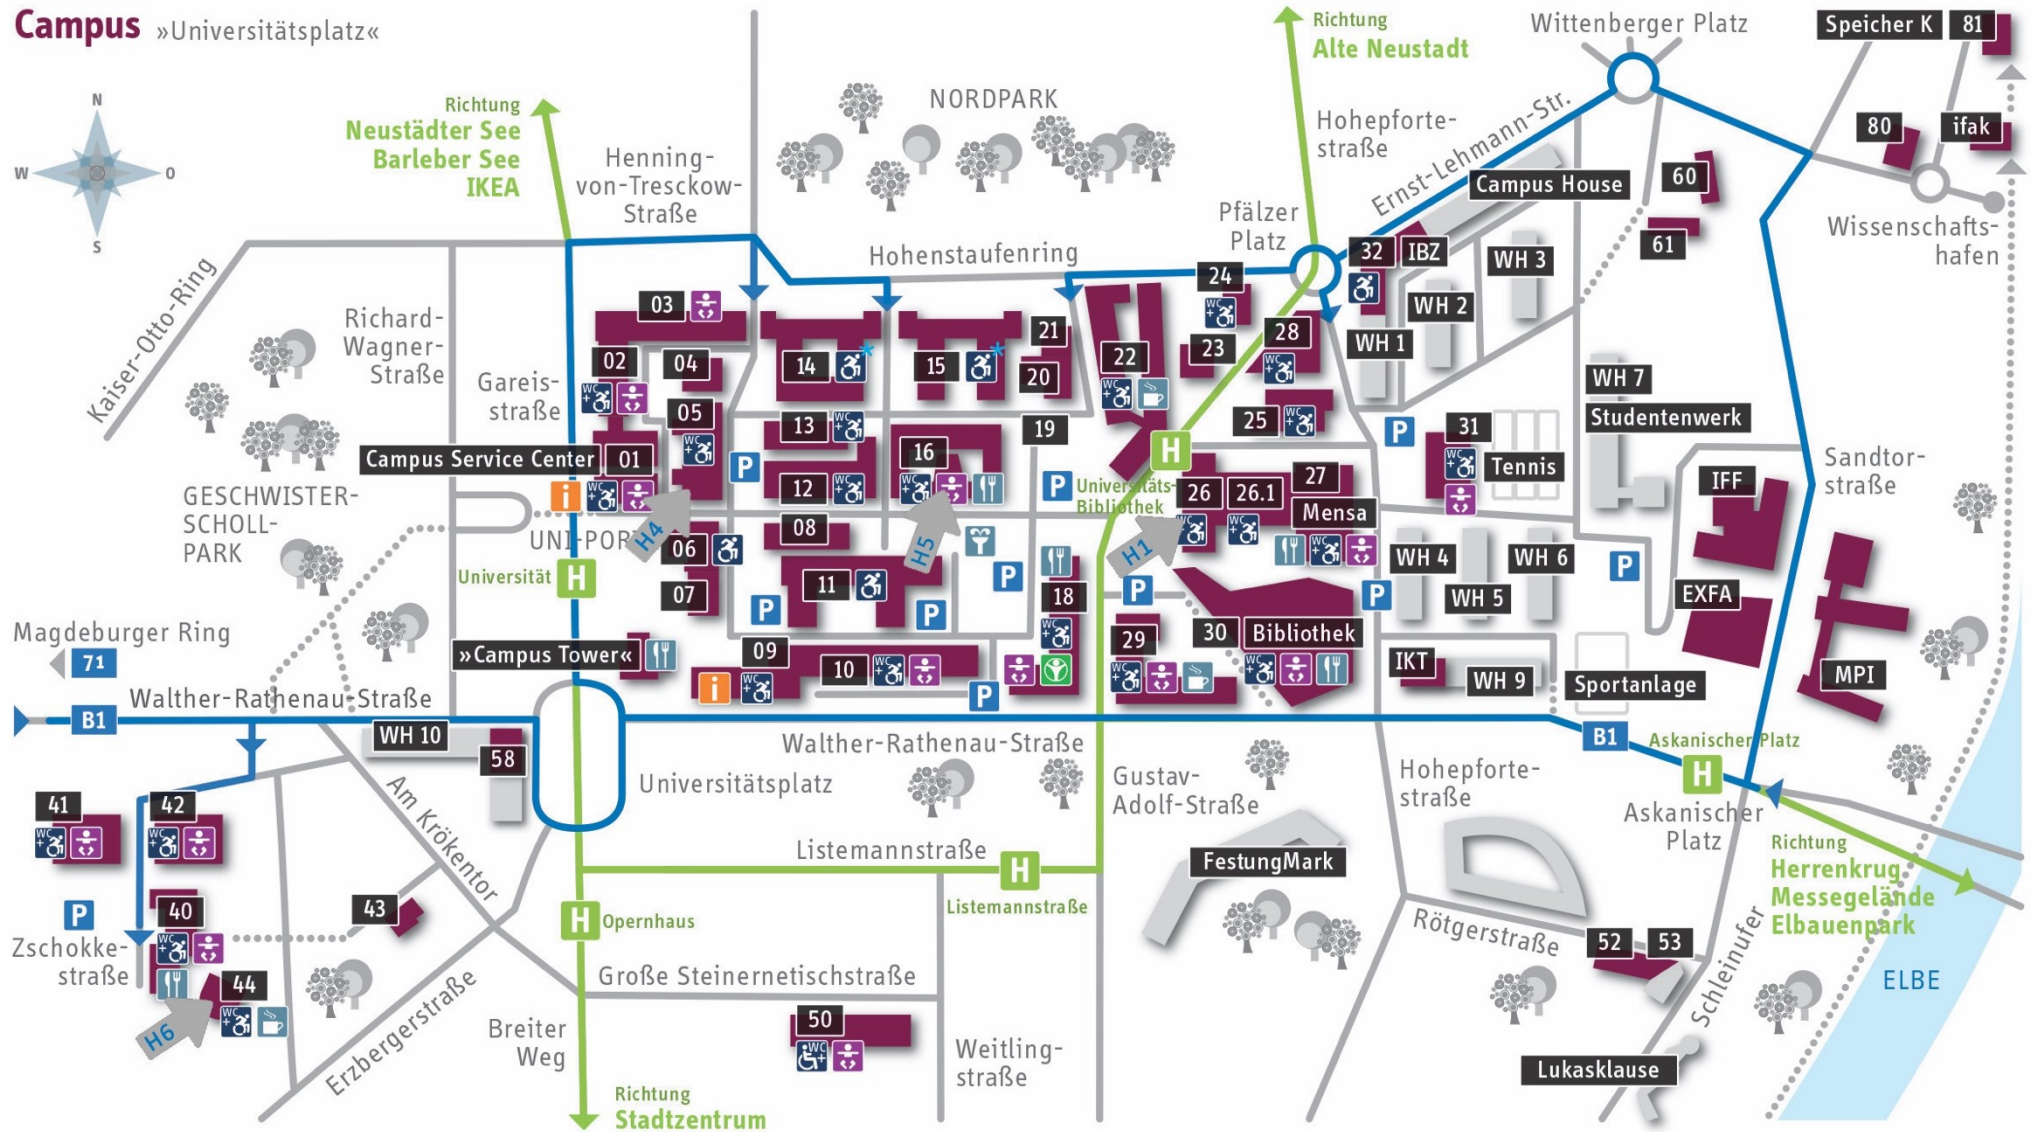 Campus »Universitätsplatz«
N
W
O
S
Richtung
Neustädter See
Barleber See
IKEA
Henning-
von-Tresckow-
Straße
NORDPARK
Richtung
Alte Neustadt
Hohepforte-
straße
Ernst-Lehmann-Str.
Wittenberger Platz
Speicher K
81
80
ifak
Wissenschafts-
hafen
60
61
Campus House
Pfälzer
Platz
32
IBZ
WH 3
WH 2
WH 1
Hohenstaufenring
Kaiser-Otto-Ring
Richard-
Wagner-
Straße
Gareis-
straße
03
02
04
05
14
15
21
20
22
24
23
28
25
13
12
16
19
Campus Service Center
01
GESCHWISTER-
SCHOLL-
PARK
UNI-POR
H4
H5
H1
Universitäts-
Bibliothek
H
26
26.1
27
Mensa
31
Tennis
WH 7
Studentenwerk
IFF
Sandtor-
straße
Universität
H
06
07
08
11
18
WH 4
WH 5
WH 6
EXFA
MPI
Magdeburger Ring
71
»Campus Tower«
09
10
29
30
Bibliothek
IKT
WH 9
Sportanlage
Walther-Rathenau-Straße
B1
WH 10
58
Universitätsplatz
Walther-Rathenau-Straße
Gustav-
Adolf-Straße
Hohepforte-
straße
B1
Askanischer Platz
H
Askanischer
Platz
Richtung
Herrenkrug
Messegelände
Elbauenpark
41
42
Am Krökentor
40
43
44
H6
Zschokke-
straße
Erzbergerstraße
Listemannstraße
H
Listemannstraße
H
Opernhaus
FestungMark
Rötgerstraße
52
53
Schleinufer
ELBE
Große Steinernetischstraße
50
Breiter
Weg
Weitling-
straße
Lukasklause
Richtung
Stadtzentrum